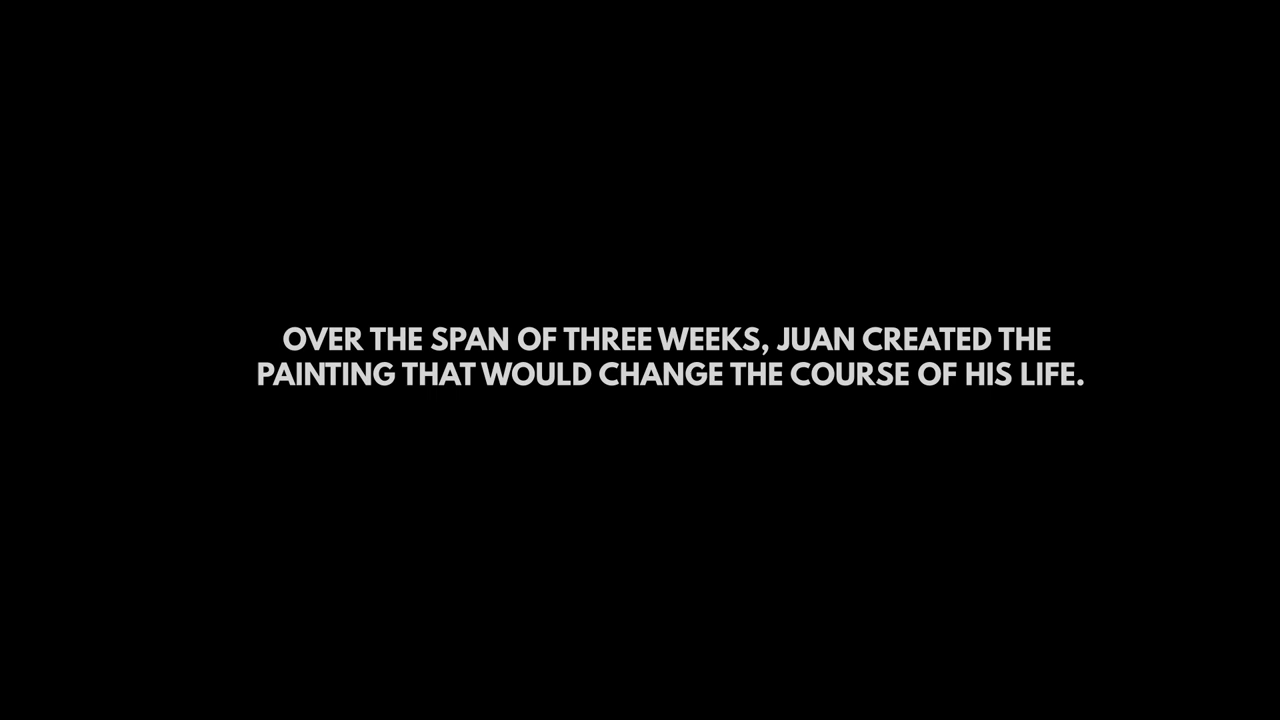 OVER THE SPAN OF THREE WEEKS, JUAN CREATED THE
PAINTING THAT WOULD CHANGE THE COURSE OF HIS LIFE.